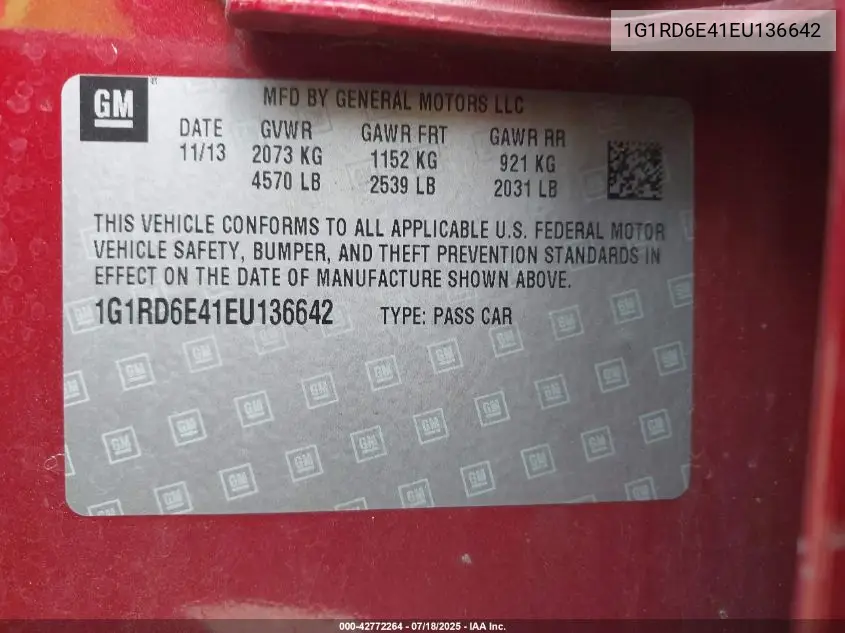 1G1RD6E41EU136642
GM
MFD BY GENERAL MOTORS LLC
DATE GVWR GAWR FRT GAWR RR
11/13 2073 KG 1152 KG 921 KG
4570 LB 2539 LB 2031 LB
THIS VEHICLE CONFORMS TO ALL APPLICABLE U.S. FEDERAL MOTOR
VEHICLE SAFETY, BUMPER, AND THEFT PREVENTION STANDARDS IN
EFFECT ON THE DATE OF MANUFACTURE SHOWN ABOVE.
1G1RD6E41EU136642 TYPE: PASS CAR
000-42772264 - 07/18/2025 - IAA Inc.